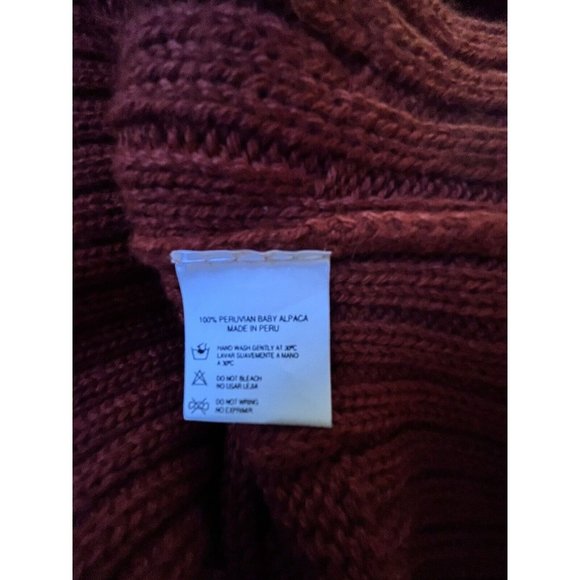 100% PERUVIAN BABY ALPACA
MADE IN PERU
HAND WASH GENTLY AT 30ºC
LAVAR SUAVEMENTE A MANO
A 30ºC
DO NOT BLEACH
NO USAR LEJIA
DO NOT WRING
NO EXPRIMIR